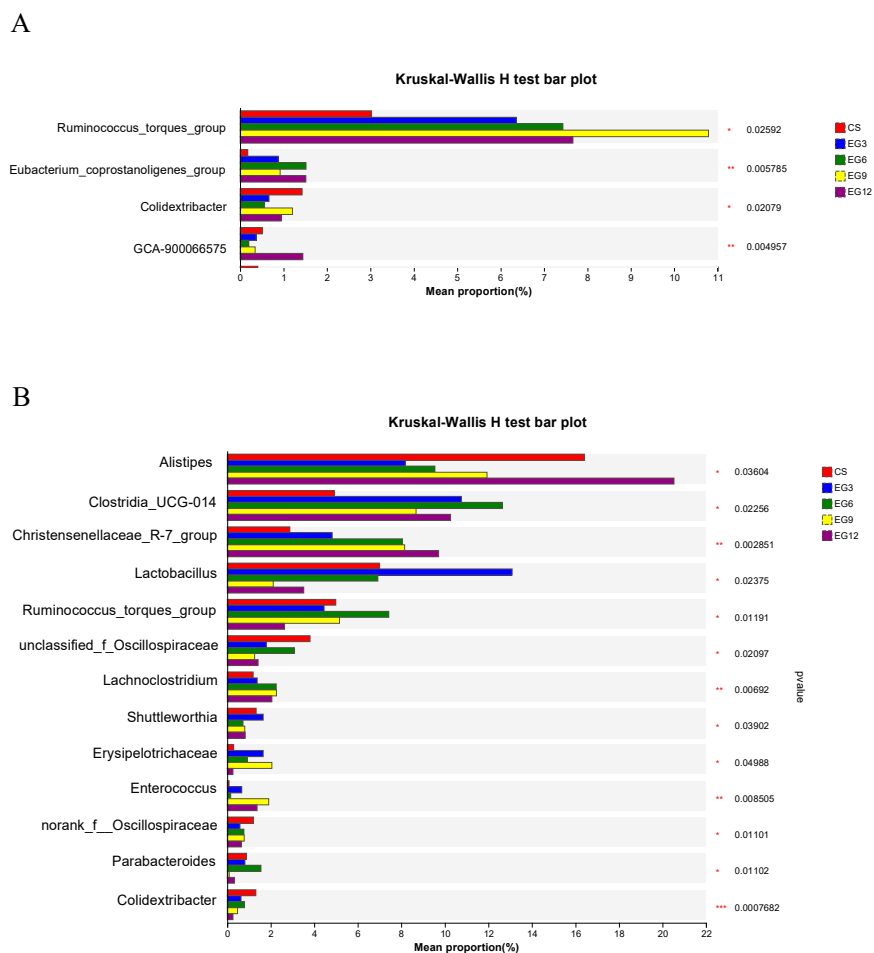 A
Kruskal-Wallis H test bar plot
Ruminococcus_torques_group
* 0.02592
Eubacterium_coprostanoligenes_group
** 0.005785
Colidextribacter
* 0.02079
GCA-900066575
** 0.004957
CS
EG3
EG6
EG9
EG12
0 1 2 3 4 5 6 7 8 9 10 11
Mean proportion(%)
B
Kruskal-Wallis H test bar plot
Alistipes
* 0.03604
Clostridia_UCG-014
* 0.02256
Christensenellaceae_R-7_group
** 0.002851
Lactobacillus
* 0.02375
Ruminococcus_torques_group
* 0.01191
unclassified_f_Oscillospiraceae
* 0.02097
Lachnoclostridium
** 0.00692
Shuttleworthia
* 0.03902
Erysipelotrichaceae
* 0.04988
Enterococcus
** 0.008505
norank_f__Oscillospiraceae
* 0.01101
Parabacteroides
* 0.01102
Colidextribacter
*** 0.0007682
CS
EG3
EG6
EG9
EG12
pvalue
0 2 4 6 8 10 12 14 16 18 20 22
Mean proportion(%)